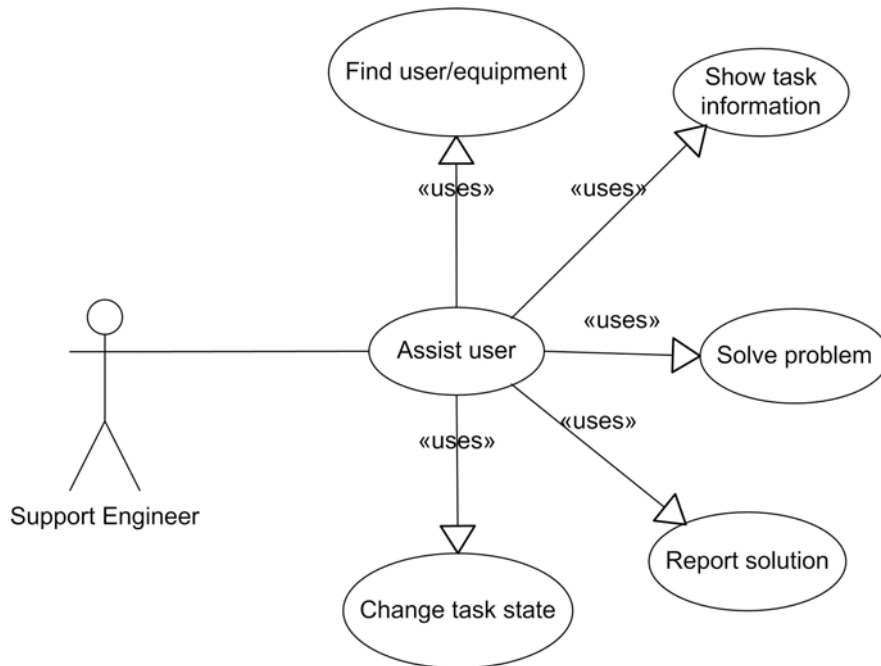 Find user/equipment
Show task
information
«uses»
«uses»
«uses»
Assist user
Solve problem
«uses»
«uses»
Support Engineer
Report solution
Change task state